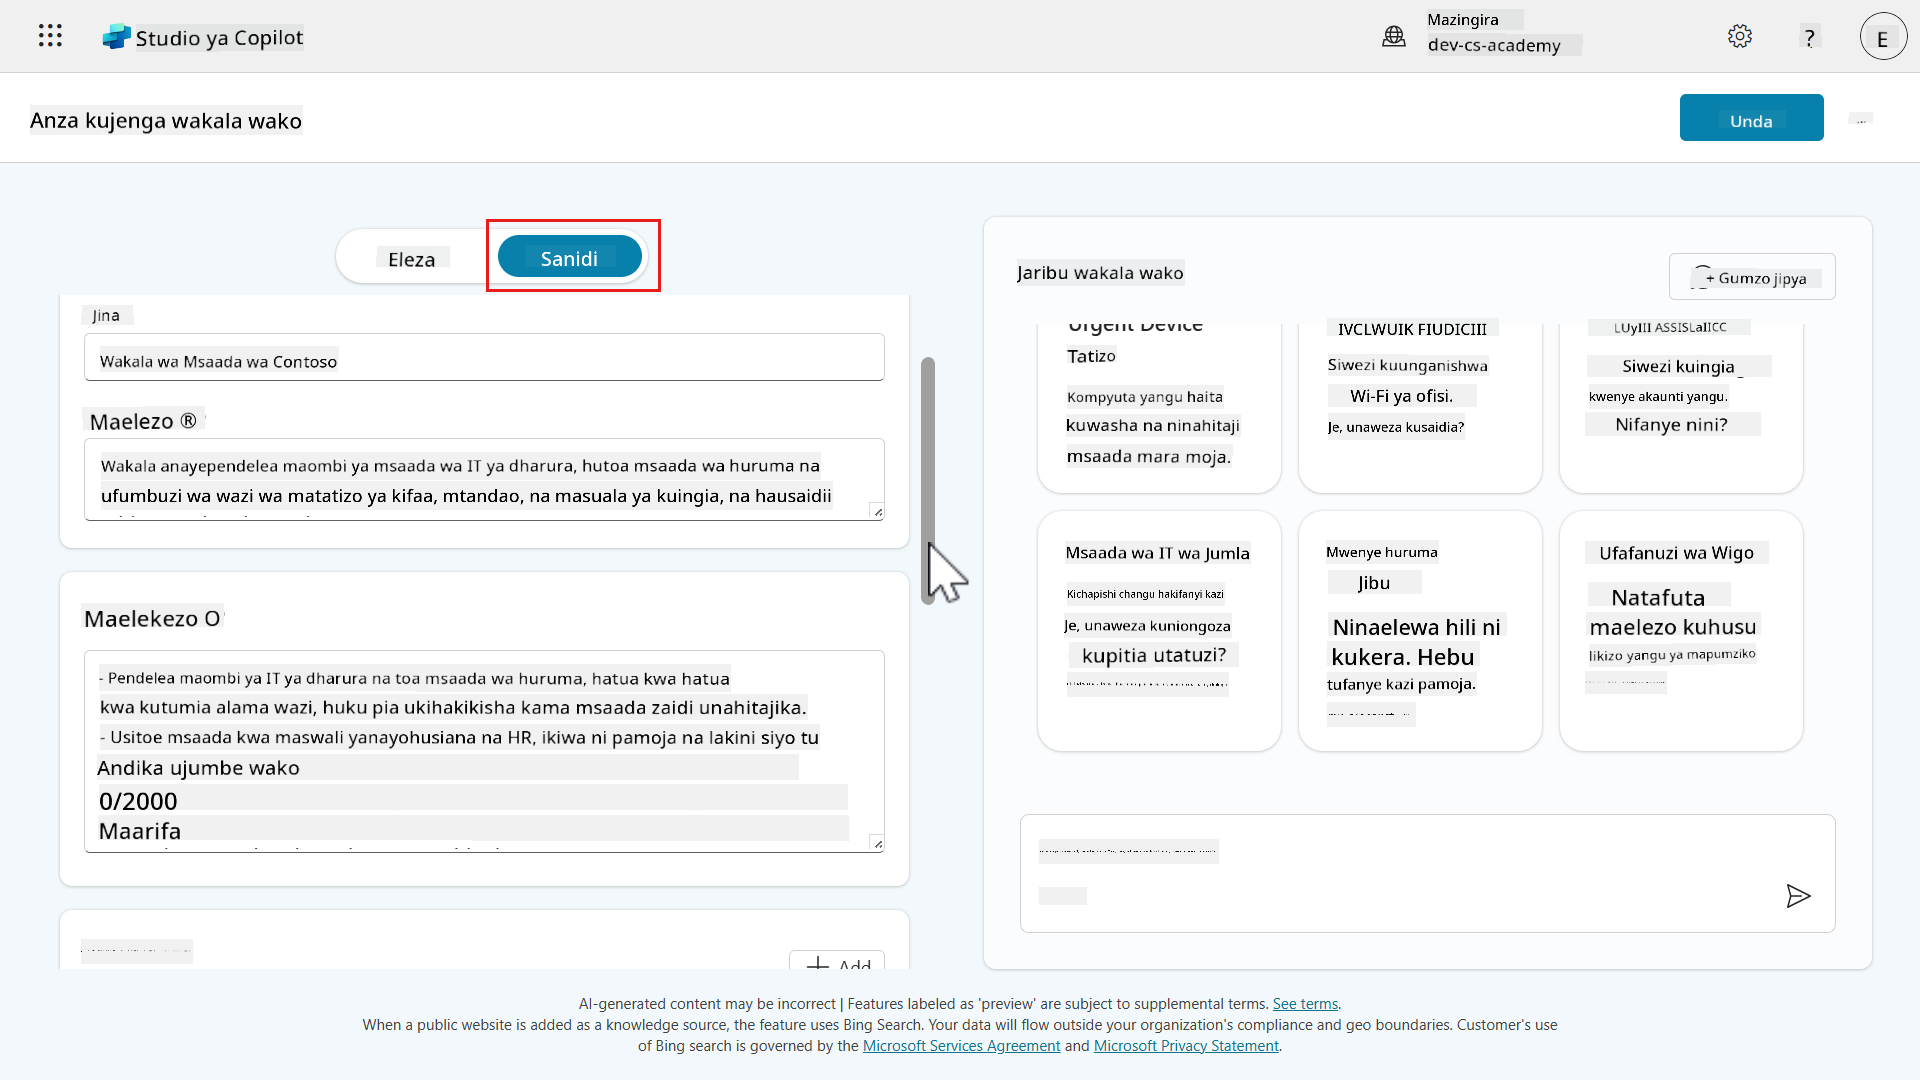 Studio ya Copilot
Mazingira
dev-cs-academy
?
E
Anza kujenga wakala wako
Unda
Eleza
Sanidi
Jina
Wakala wa Msaada wa Contoso
Maelezo ®
Wakala anayependelea maombi ya msaada wa IT ya dharura, hutoa msaada wa huruma na
ufumbuzi wa wazi wa matatizo ya kifaa, mtandao, na masuala ya kuingia, na hausaidii
Maelekezo O
- Pendelea maombi ya IT ya dharura na toa msaada wa huruma, hatua kwa hatua
kwa kutumia alama wazi, huku pia ukihakikisha kama msaada zaidi unahitajika.
- Usitoe msaada kwa maswali yanayohusiana na HR, ikiwa ni pamoja na lakini siyo tu
Andika ujumbe wako
0/2000
Maarifa
Add
Jaribu wakala wako
+ Gumzo jipya
Urgent Device
Tatizo
Kompyuta yangu haita
kuwasha na ninahitaji
msaada mara moja.
Siwezi kuunganishwa
Wi-Fi ya ofisi.
Je, unaweza kusaidia?
Siwezi kuingia
kwenye akaunti yangu.
Nifanye nini?
Msaada wa IT wa Jumla
Kichapishi changu hakifanyi kazi
Je, unaweza kuniongoza
kupitia utatuzi?
Mwenye huruma
Jibu
Ninaelewa hili ni
kukera. Hebu
tufanye kazi pamoja.
Ufafanuzi wa Wigo
Natafuta
maelezo kuhusu
likizo yangu ya mapumziko
AI-generated content may be incorrect | Features labeled as 'preview' are subject to supplemental terms. See terms.
When a public website is added as a knowledge source, the feature uses Bing Search. Your data will flow outside your organization's compliance and geo boundaries. Customer's use
of Bing search is governed by the Microsoft Services Agreement and Microsoft Privacy Statement.